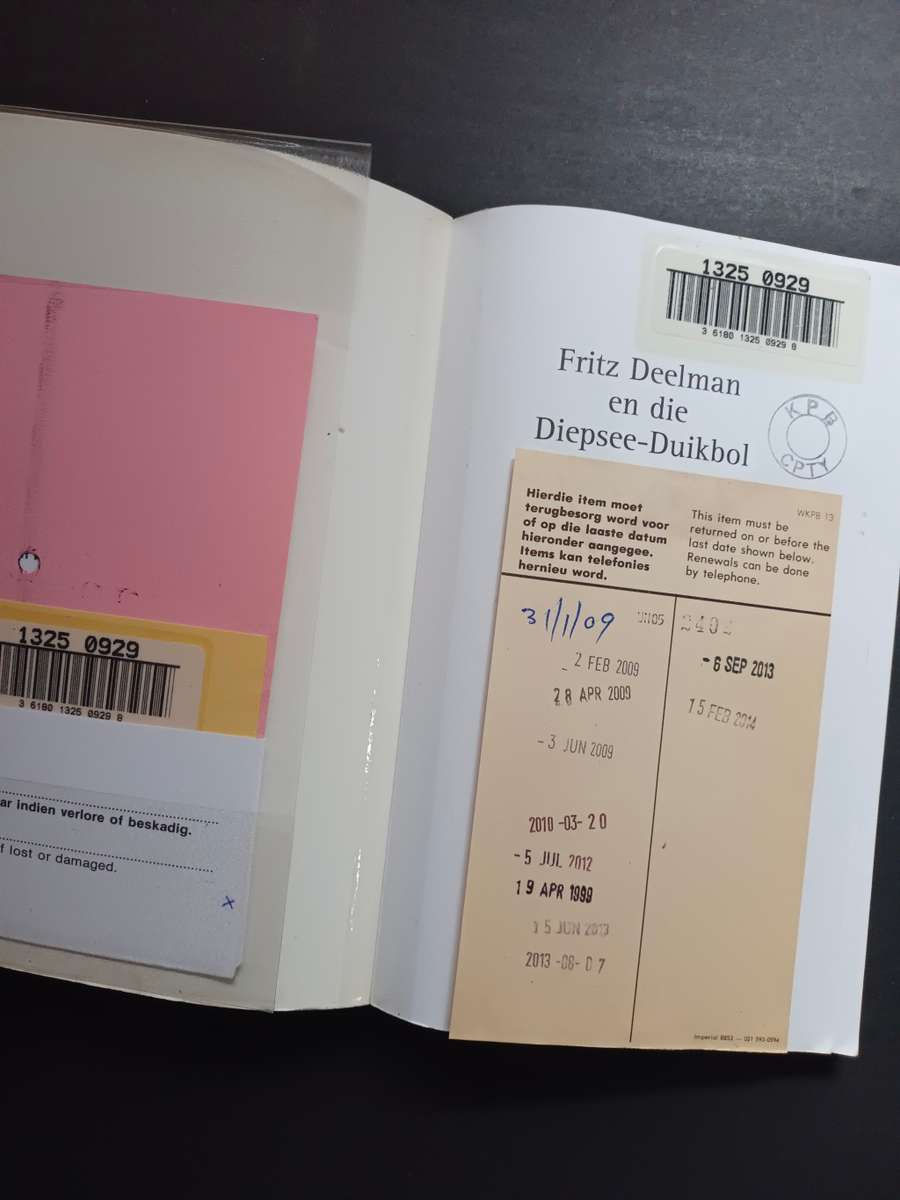 1325 0929
3 6180 1325 0929 8
ar indien verlore of beskadig.
f lost or damaged.
x
1325 0929
3 6180 1325 0929 8
Fritz Deelman
en die
Diepsee-Duikbol
KPB
CPTY
WKPB 13
Hierdie item moet
terugbesorg word voor
of op die laaste datum
hieronder aangegee.
Items kan telefonies
hernieu word.
This item must be
returned on or before the
last date shown below.
Renewals can be done
by telephone.
31/1/09
- 2 FEB 2009
28 APR 2009
- 3 JUN 2009
2010 -03- 20
- 5 JUL 2012
19 APR 1999
15 JUN 2013
2013 -08- 07
- 6 SEP 2013
15 FEB 2014